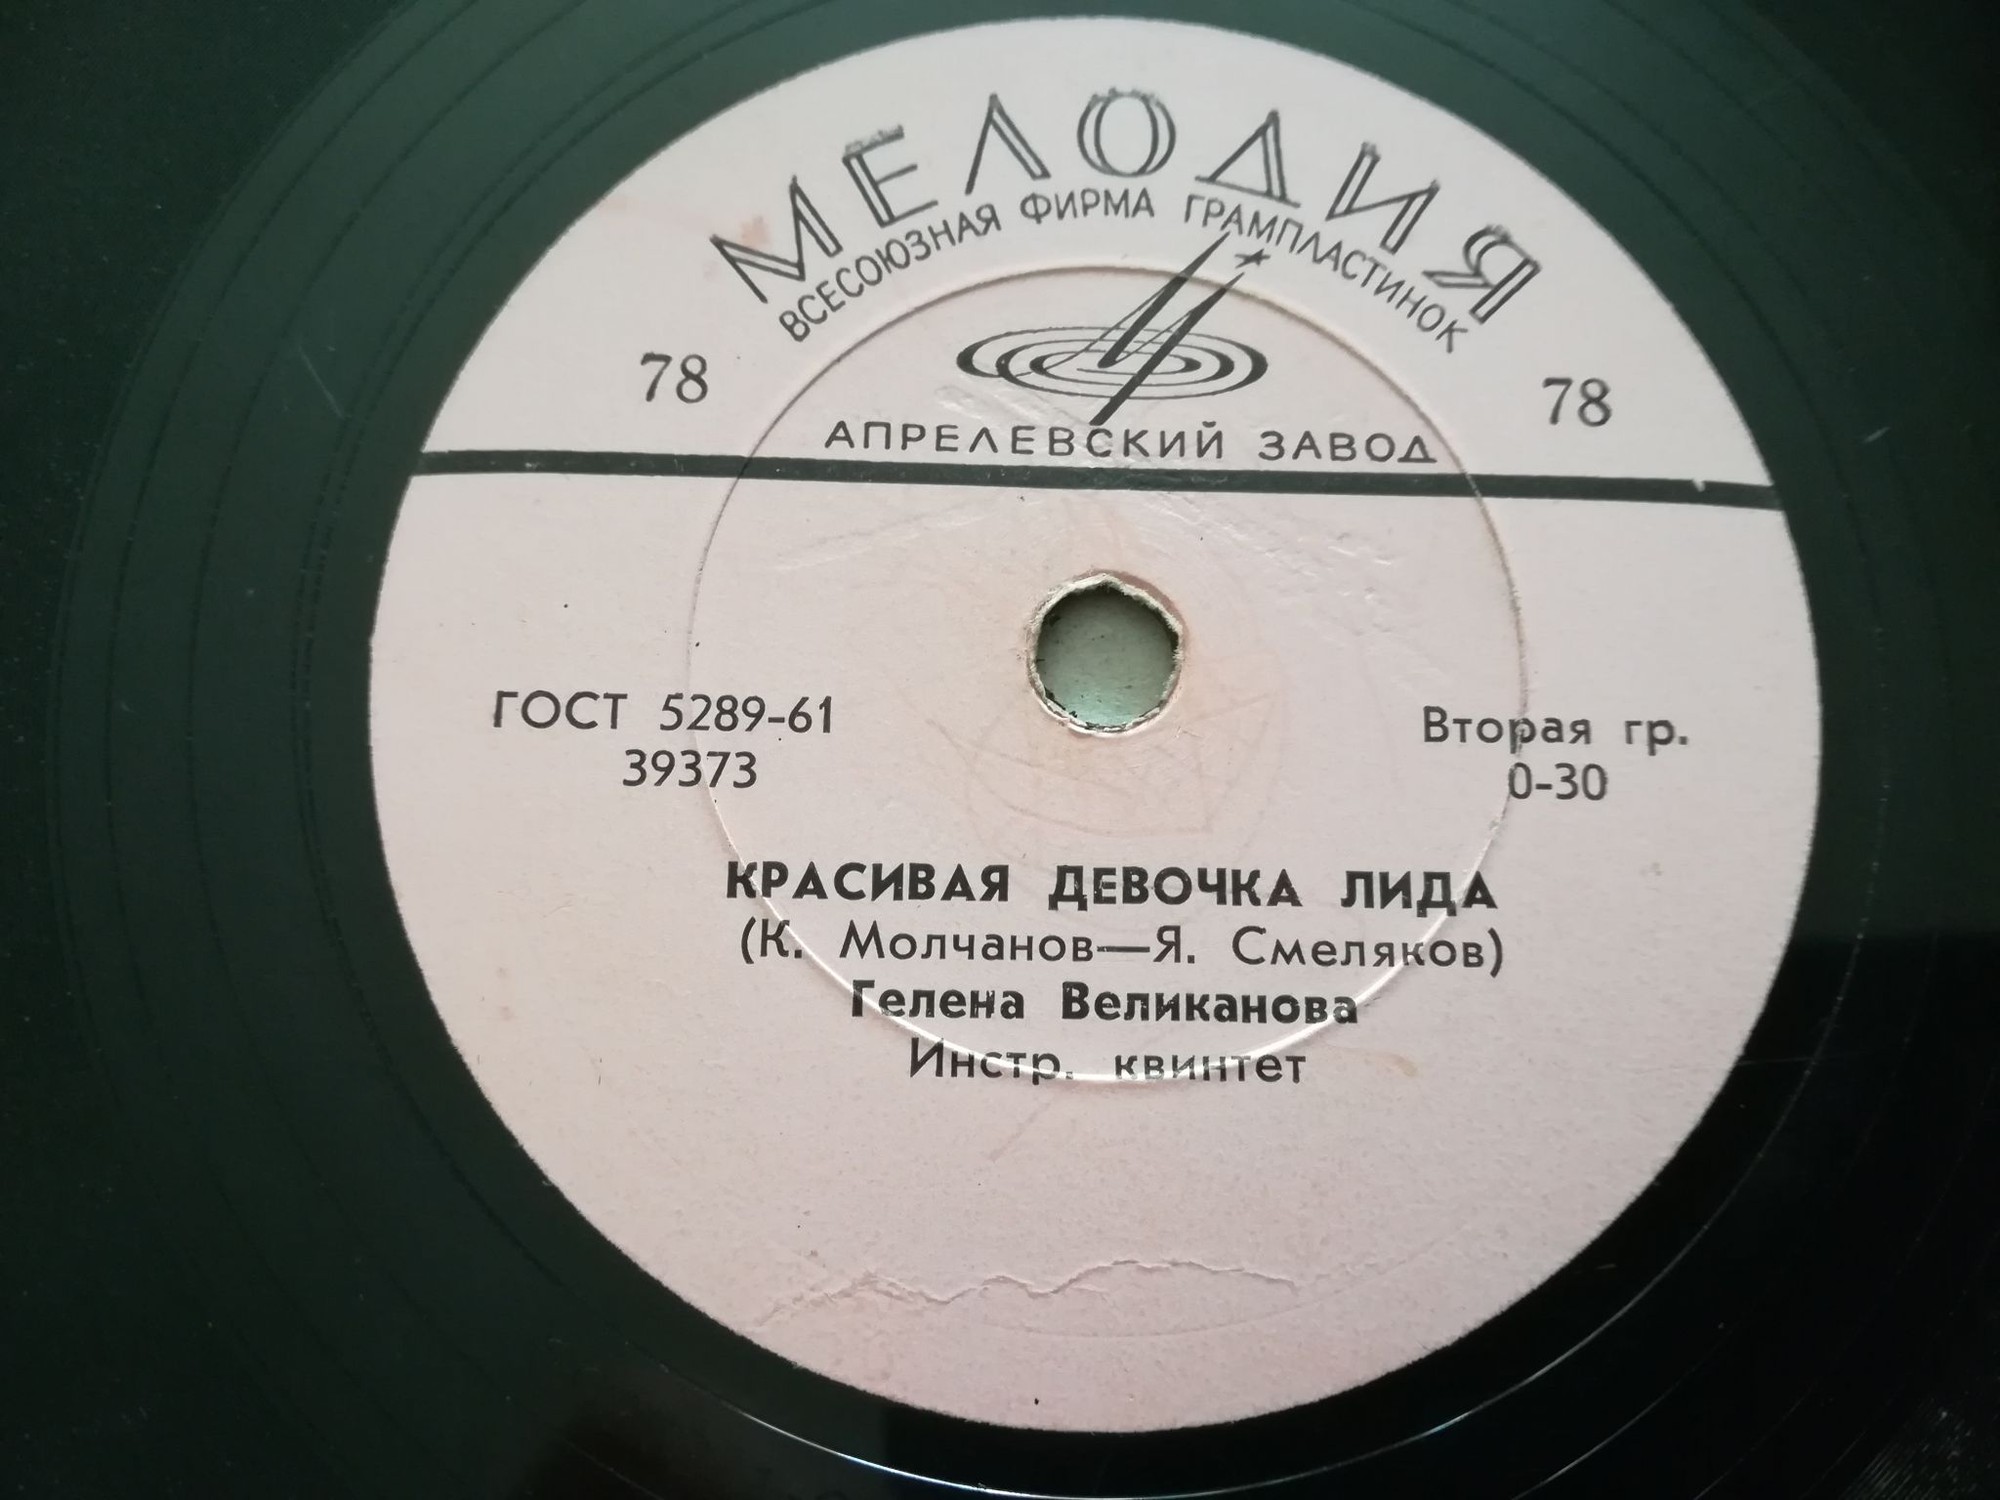 МЕЛОДИЯ
ВСЕСОЮЗНАЯ ФИРМА ГРАМПЛАСТИНОК
78
78
АПРЕЛЕВСКИЙ ЗАВОД
ГОСТ 5289-61
39373
Вторая гр.
0-30
КРАСИВАЯ ДЕВОЧКА ЛИДА
(К. Молчанов—Я. Смеляков)
Гелена Великанова
Инстр. квинтет